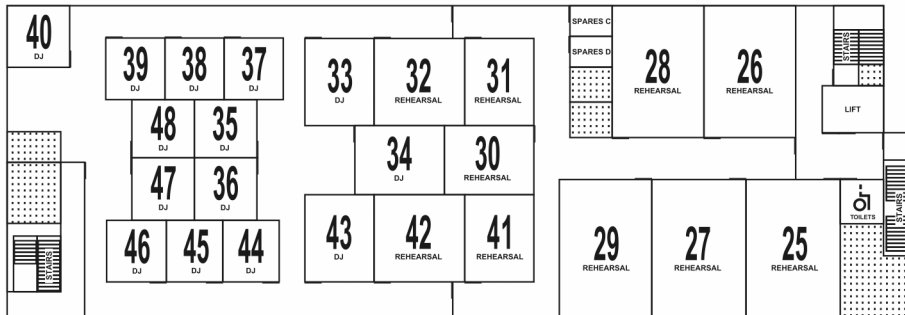 40
DJ
39
DJ
38
DJ
37
DJ
33
DJ
32
REHEARSAL
31
REHEARSAL
SPARES C
SPARES D
28
REHEARSAL
26
REHEARSAL
STAIRS
LIFT
48
DJ
35
DJ
34
DJ
30
REHEARSAL
47
DJ
36
DJ
46
DJ
45
DJ
44
DJ
43
DJ
42
REHEARSAL
41
REHEARSAL
29
REHEARSAL
27
REHEARSAL
25
REHEARSAL
TOILETS
STAIRS
STAIRS